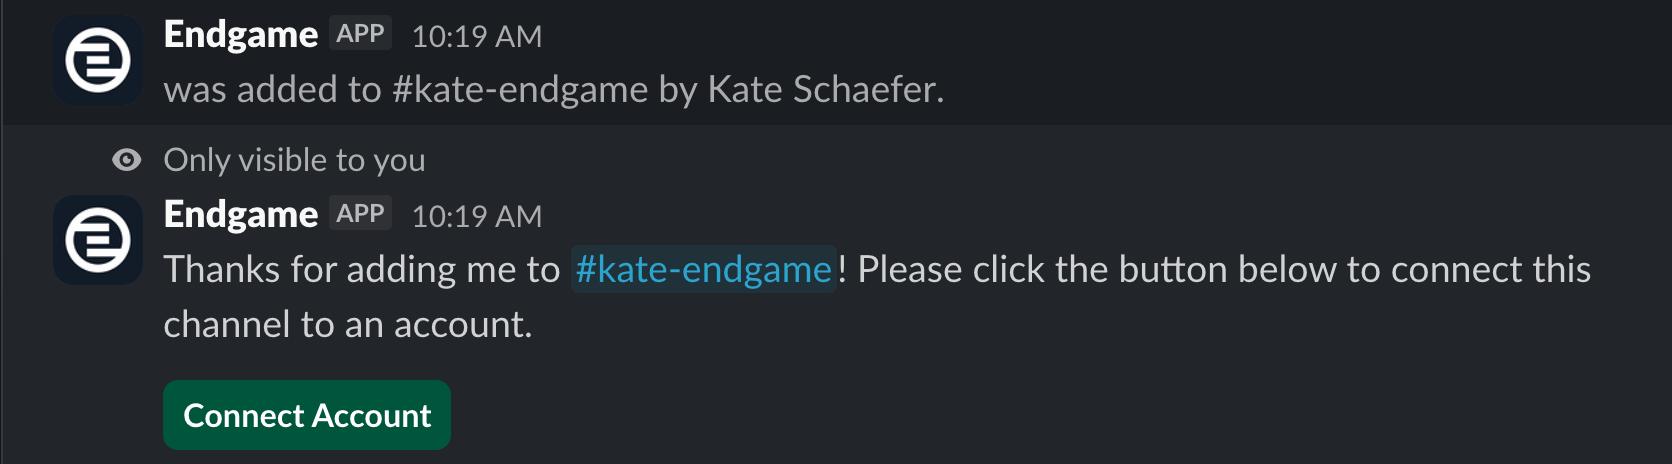 Endgame APP 10:19 AM
was added to #kate-endgame by Kate Schaefer.
Only visible to you
Endgame APP 10:19 AM
Thanks for adding me to #kate-endgame! Please click the button below to connect this
channel to an account.
Connect Account